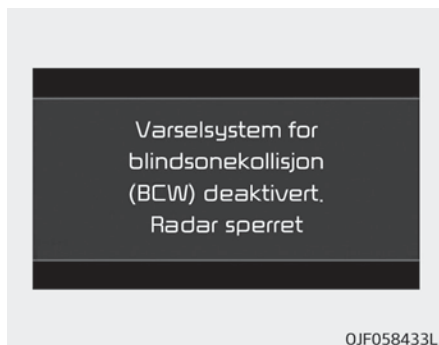 Varselsystem for
blindsonekollisjon
(BCW) deaktivert.
Radar sperret
OJF058433L